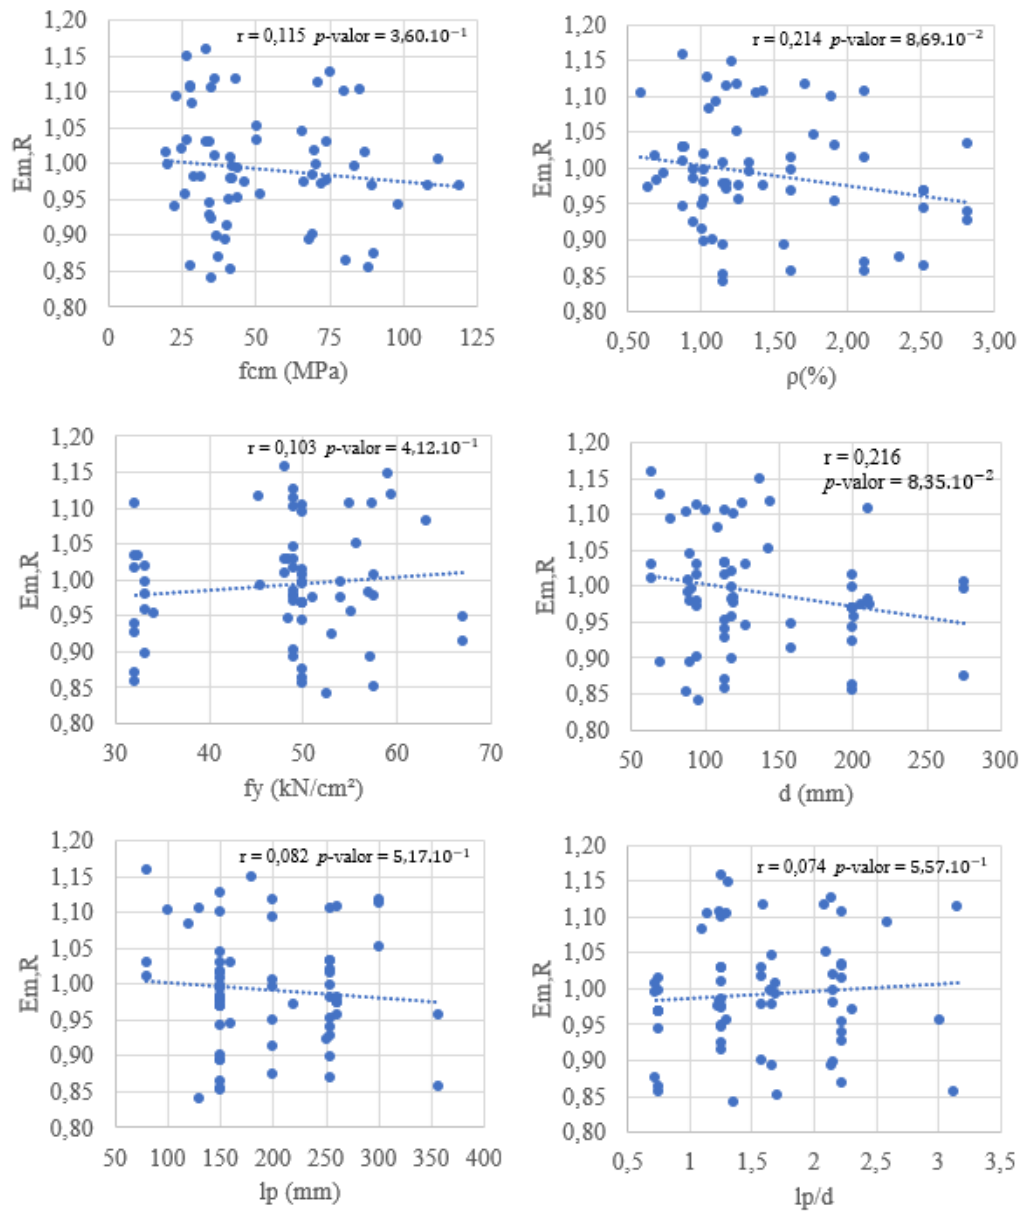 1,20
r = 0,115 p-valor = 3,60.10⁻¹
1,15
1,10
1,05
1,00
0,95
0,90
0,85
0,80
Em,R
0 25 50 75 100 125
fcm (MPa)
1,20
r = 0,214 p-valor = 8,69.10⁻²
1,15
1,10
1,05
1,00
0,95
0,90
0,85
0,80
Em,R
0,50 1,00 1,50 2,00 2,50 3,00
ρ(%)
1,20
r = 0,103 p-valor = 4,12.10⁻¹
1,15
1,10
1,05
1,00
0,95
0,90
0,85
0,80
Em,R
30 40 50 60 70
fy (kN/cm²)
1,20
r = 0,216
p-valor = 8,35.10⁻²
1,15
1,10
1,05
1,00
0,95
0,90
0,85
0,80
Em,R
50 100 150 200 250 300
d (mm)
1,20
r = 0,082 p-valor = 5,17.10⁻¹
1,15
1,10
1,05
1,00
0,95
0,90
0,85
0,80
Em,R
50 100 150 200 250 300 350 400
lp (mm)
1,20
r = 0,074 p-valor = 5,57.10⁻¹
1,15
1,10
1,05
1,00
0,95
0,90
0,85
0,80
Em,R
0,5 1 1,5 2 2,5 3 3,5
lp/d